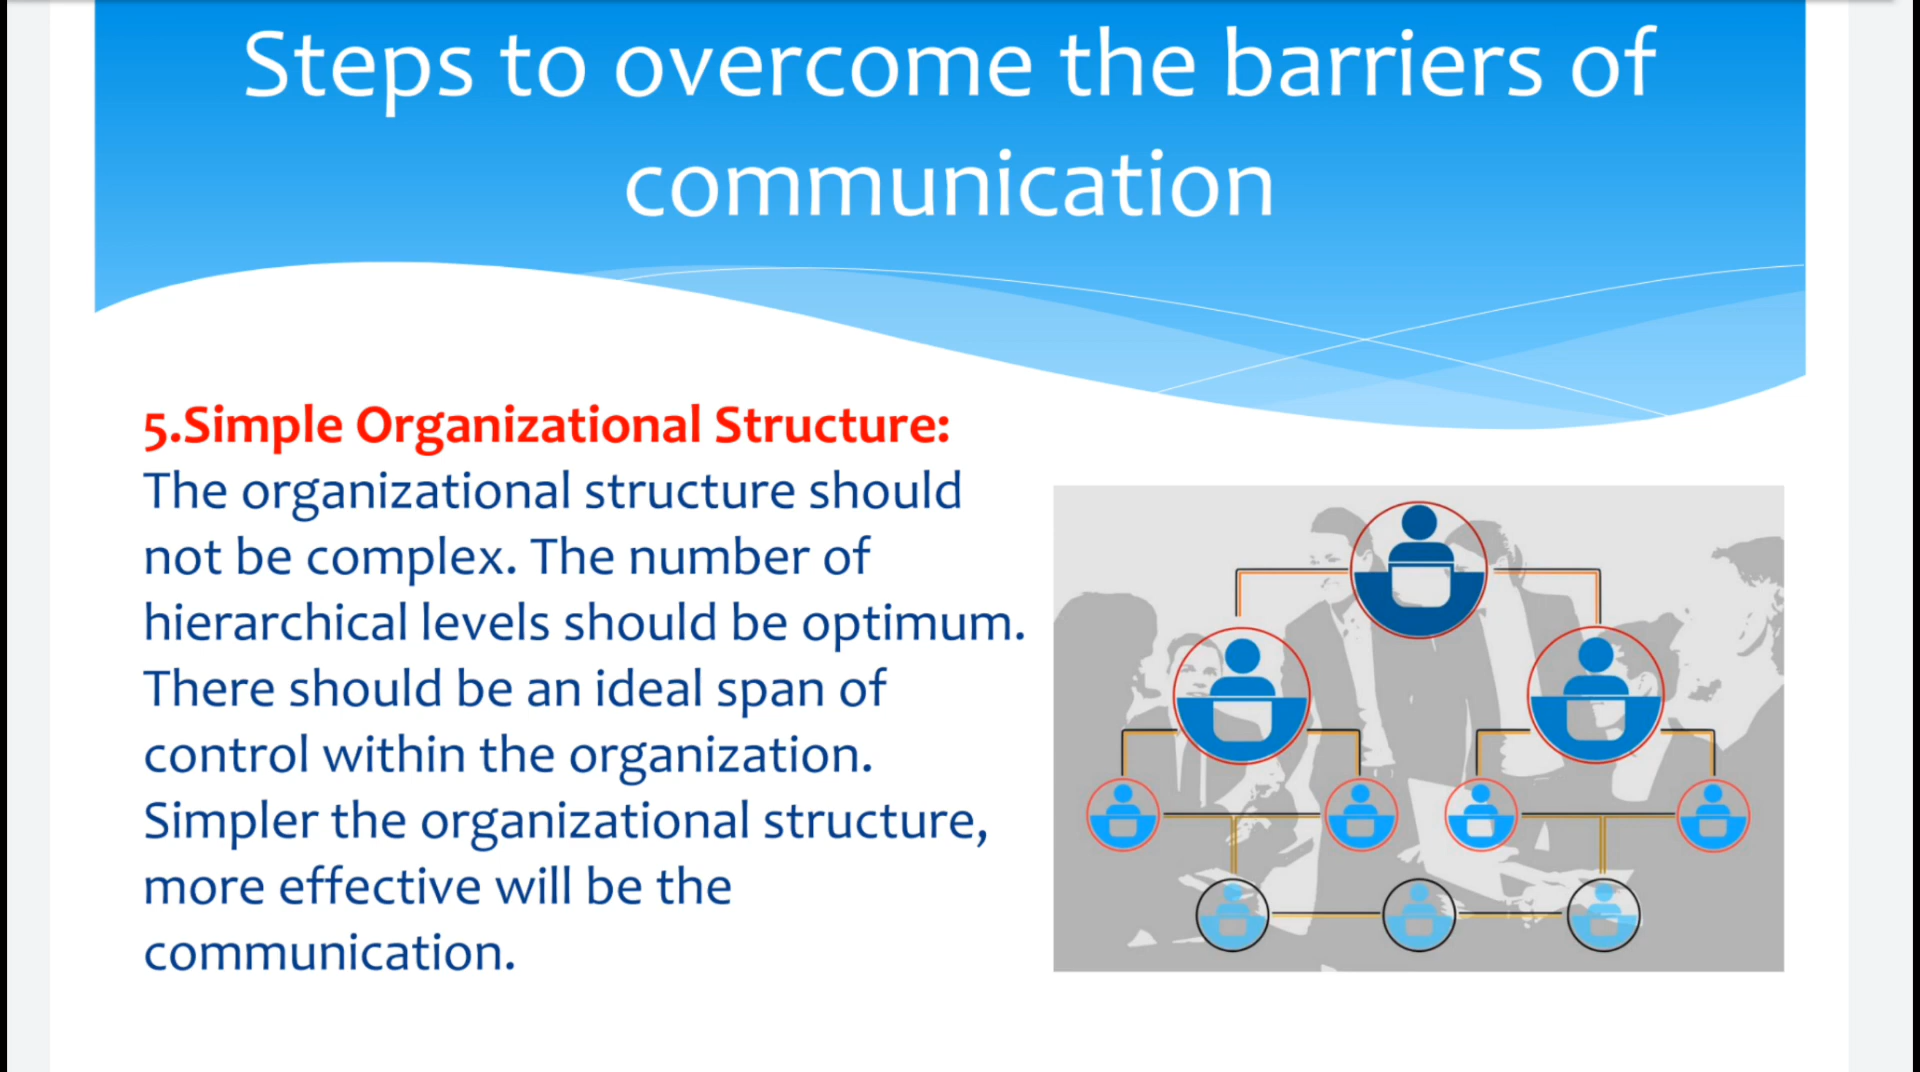 Steps to overcome the barriers of
communication
5.Simple Organizational Structure:
The organizational structure should
not be complex. The number of
hierarchical levels should be optimum.
There should be an ideal span of
control within the organization.
Simpler the organizational structure,
more effective will be the
communication.